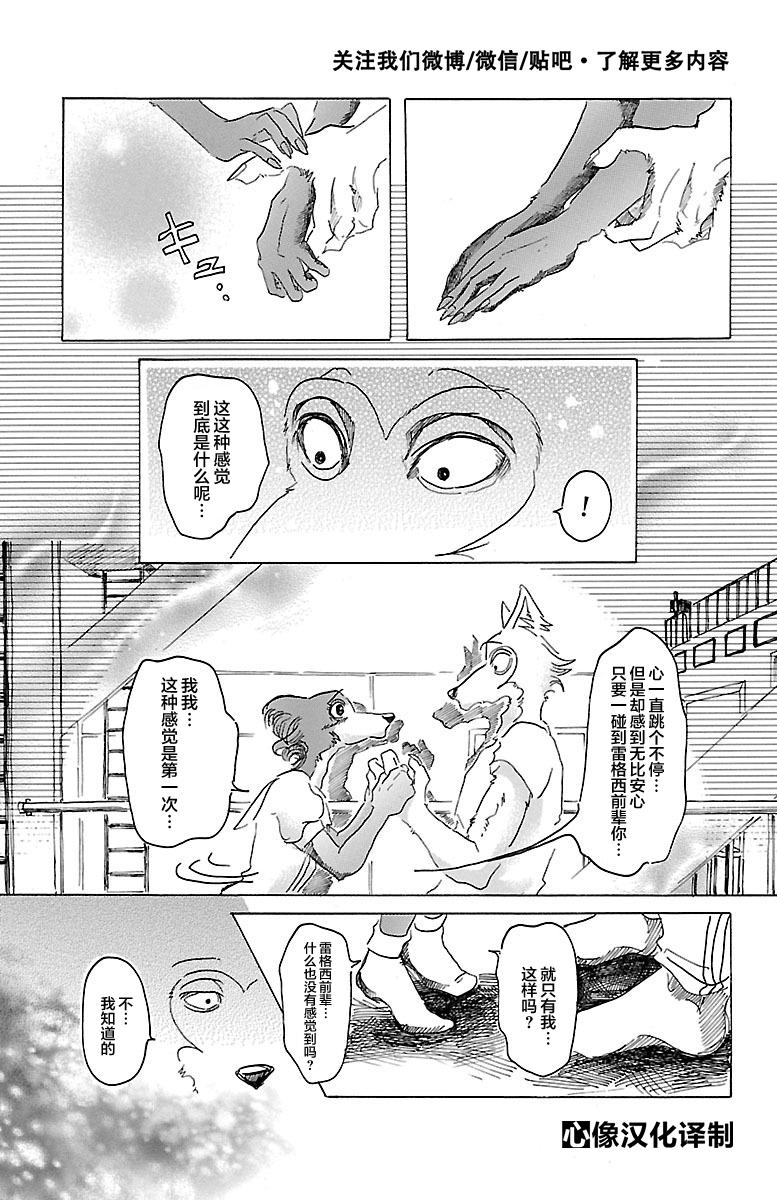 关注我们微博/微信/贴吧·了解更多内容
キュ。
！
这这种感觉
到底是什么呢…
心一直跳个不停…
但是却感到无比安心
只要一碰到雷格西前辈你…
我我…
这种感觉是第一次…
就只有我…
这样吗？
雷格西前辈…
什么也没有感觉到吗？
不…
我知道的
心像汉化译制